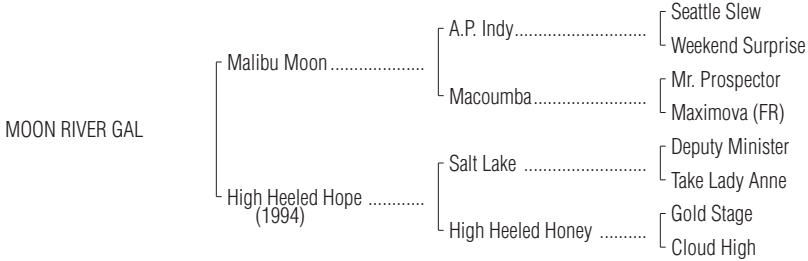 Seattle Slew
A.P. Indy
Weekend Surprise
Malibu Moon
Mr. Prospector
Macoumba
Maximova (FR)
MOON RIVER GAL
Deputy Minister
Salt Lake
Take Lady Anne
High Heeled Hope
(1994)
Gold Stage
High Heeled Honey
Cloud High